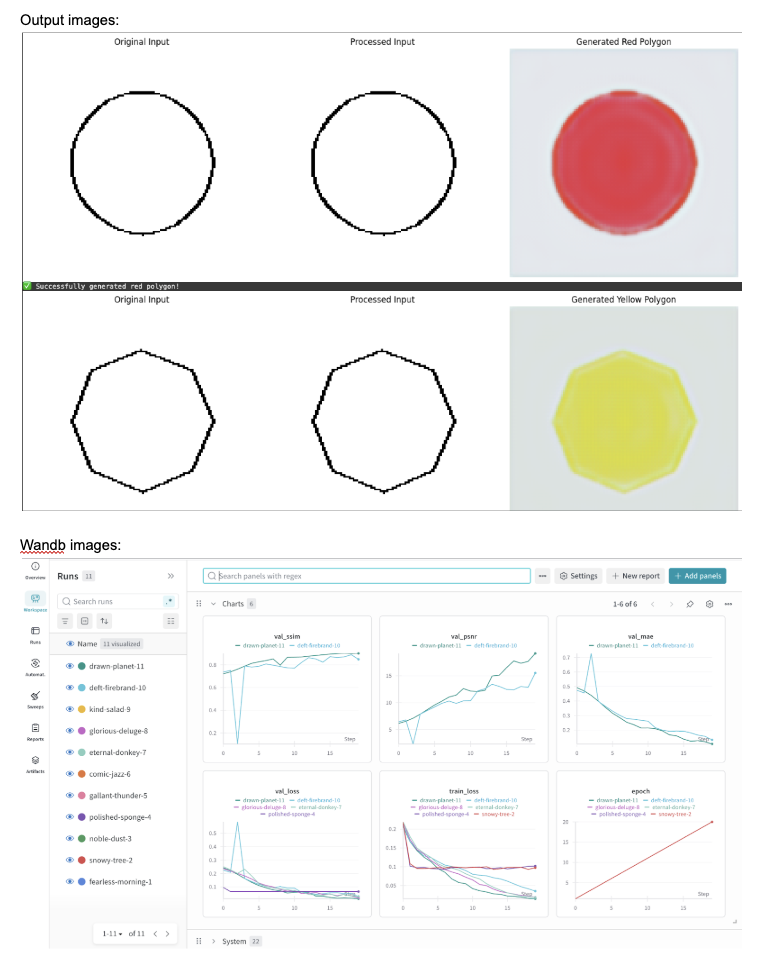 Output images:
Original Input Processed Input Generated Red Polygon
✅ Successfully generated red polygon!
Original Input Processed Input Generated Yellow Polygon
Wandb images:
Overview
Workspace
Runs
Automat.
Sweeps
Reports
Artifacts
Runs 11
Search runs .*
Name 11 visualized
drawn-planet-11
deft-firebrand-10
kind-salad-9
glorious-deluge-8
eternal-donkey-7
comic-jazz-6
gallant-thunder-5
polished-sponge-4
noble-dust-3
snowy-tree-2
fearless-morning-1
1-11 of 11
Search panels with regex
Settings
+ New report
+ Add panels
Charts 6
1-6 of 6
val_ssim
drawn-planet-11 deft-firebrand-10
0.8
0.6
0.4
0.2
Step
0 5 10 15
val_psnr
drawn-planet-11 deft-firebrand-10
15
10
5
Step
0 5 10 15
val_mae
drawn-planet-11 deft-firebrand-10
0.7
0.6
0.5
0.4
0.3
0.2
Step
0 5 10 15
val_loss
drawn-planet-11 deft-firebrand-10
glorious-deluge-8 eternal-donkey-7
polished-sponge-4
0.5
0.4
0.3
0.2
0.1
Step
0 5 10 15
train_loss
drawn-planet-11 deft-firebrand-10
glorious-deluge-8 eternal-donkey-7
polished-sponge-4 snowy-tree-2
0.2
0.15
0.1
0.05
Step
0 5 10 15
epoch
drawn-planet-11 deft-firebrand-10
glorious-deluge-8 eternal-donkey-7
polished-sponge-4 snowy-tree-2
20
15
10
5
Step
0 5 10 15
System 22